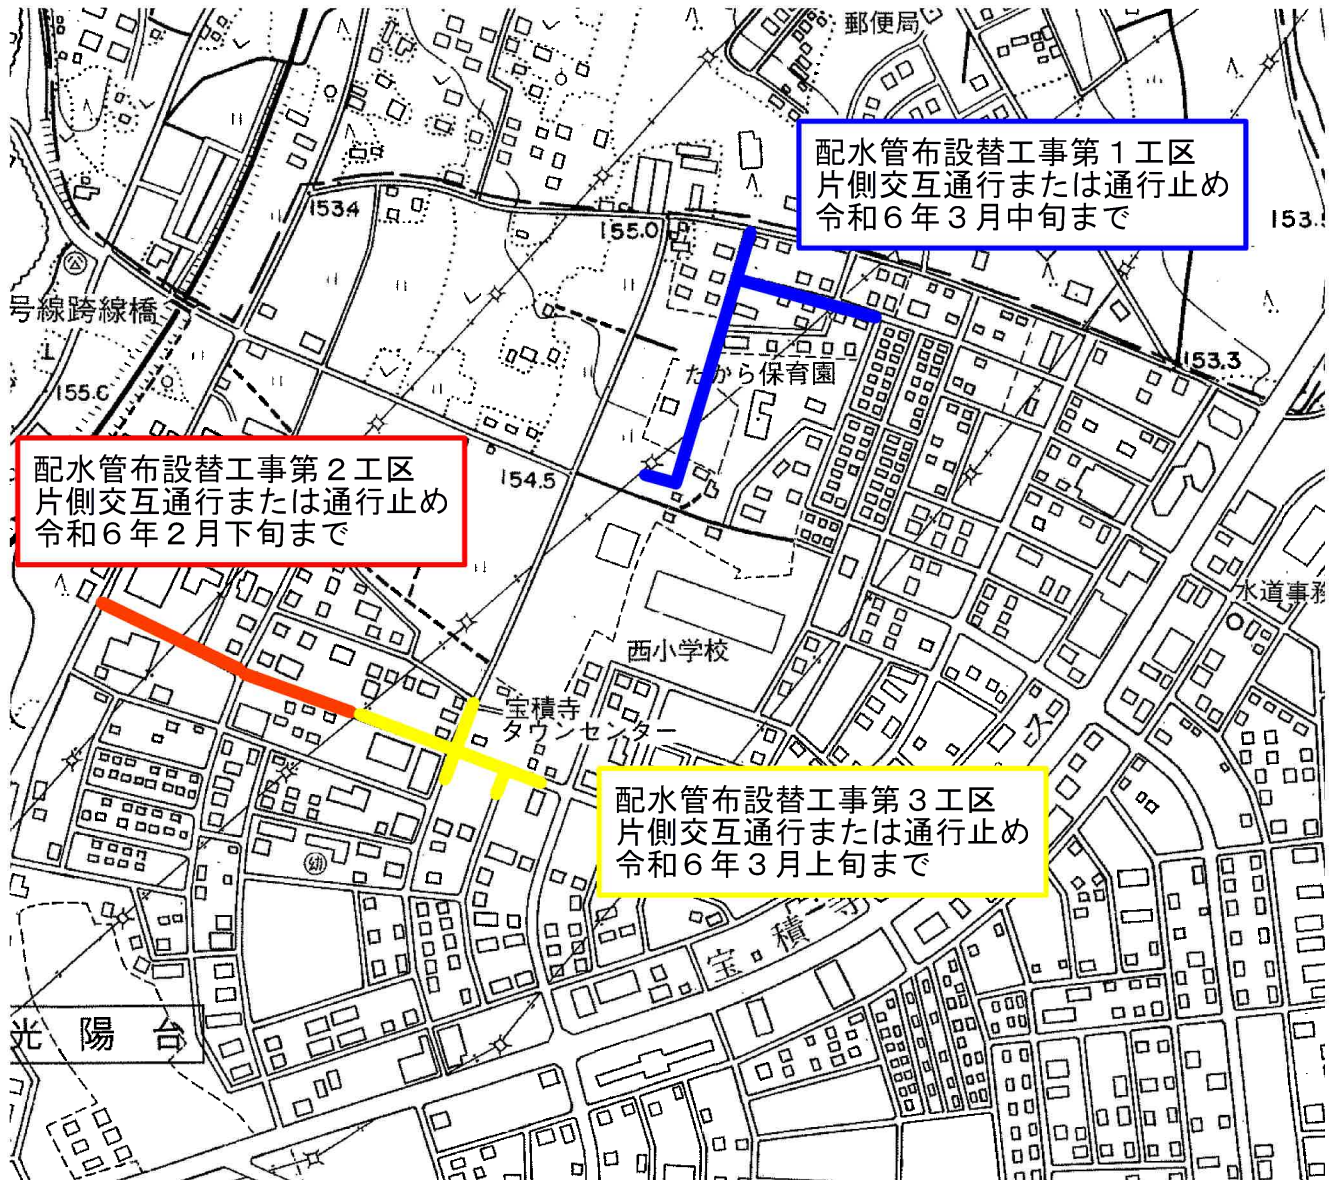 郵便局
配水管布設替工事第１工区
片側交互通行または通行止め
令和６年３月中旬まで
153.4
155.0
153.5
号線跨線橋
153.3
たから保育園
155.6
配水管布設替工事第２工区
片側交互通行または通行止め
令和６年２月下旬まで
154.5
水道事務
西小学校
宝積寺
タウンセンター
配水管布設替工事第３工区
片側交互通行または通行止め
令和６年３月上旬まで
幼
宝積寺
光陽台